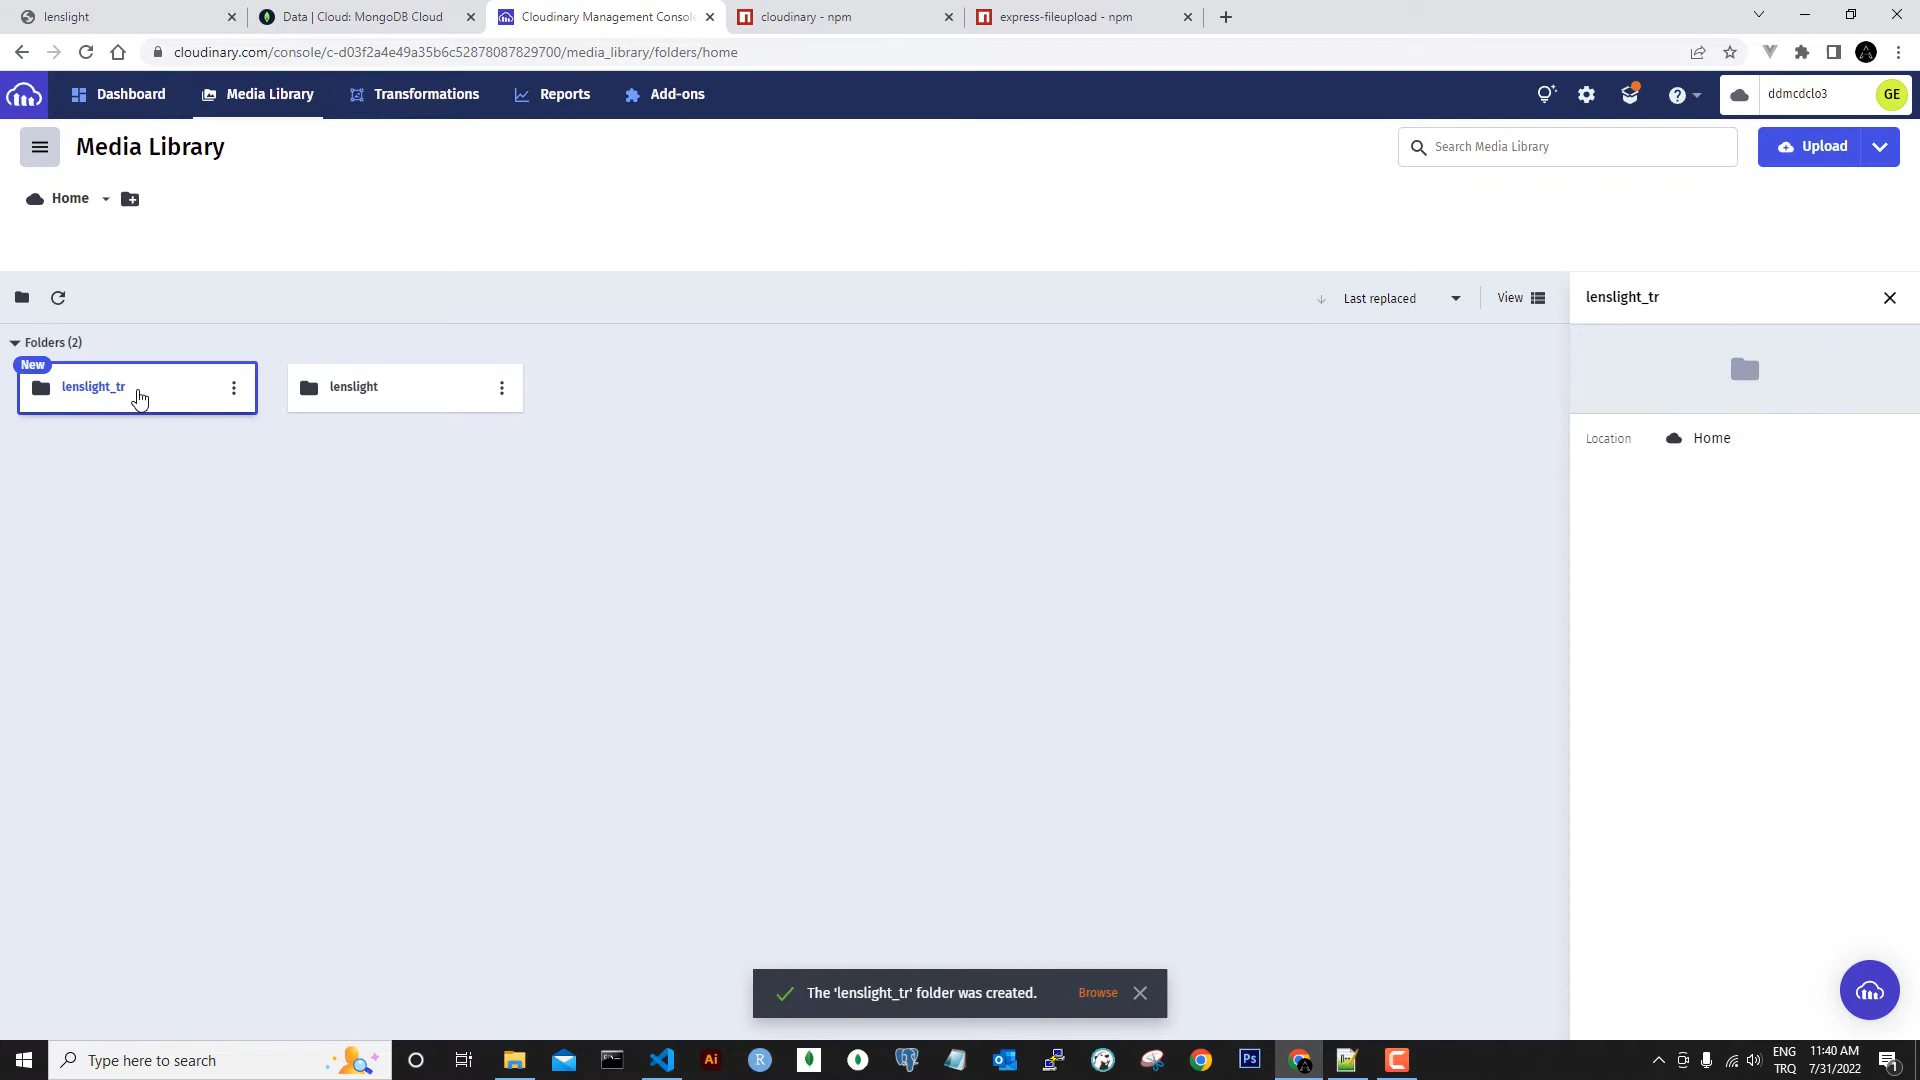 lenslight
Data | Cloud: MongoDB Cloud
Cloudinary Management Console
cloudinary - npm
express-fileupload - npm
cloudinary.com/console/c-d03f2a4e49a35b6c52878087829700/media_library/folders/home
Dashboard
Media Library
Transformations
Reports
Add-ons
ddmcdclo3
GE
Media Library
Search Media Library
Upload
Home
Last replaced
View
lenslight_tr
Folders (2)
New
lenslight_tr
lenslight
Location
Home
The 'lenslight_tr' folder was created.
Browse
Type here to search
Ai
R
Ps
ENG
TRQ
11:40 AM
7/31/2022
1